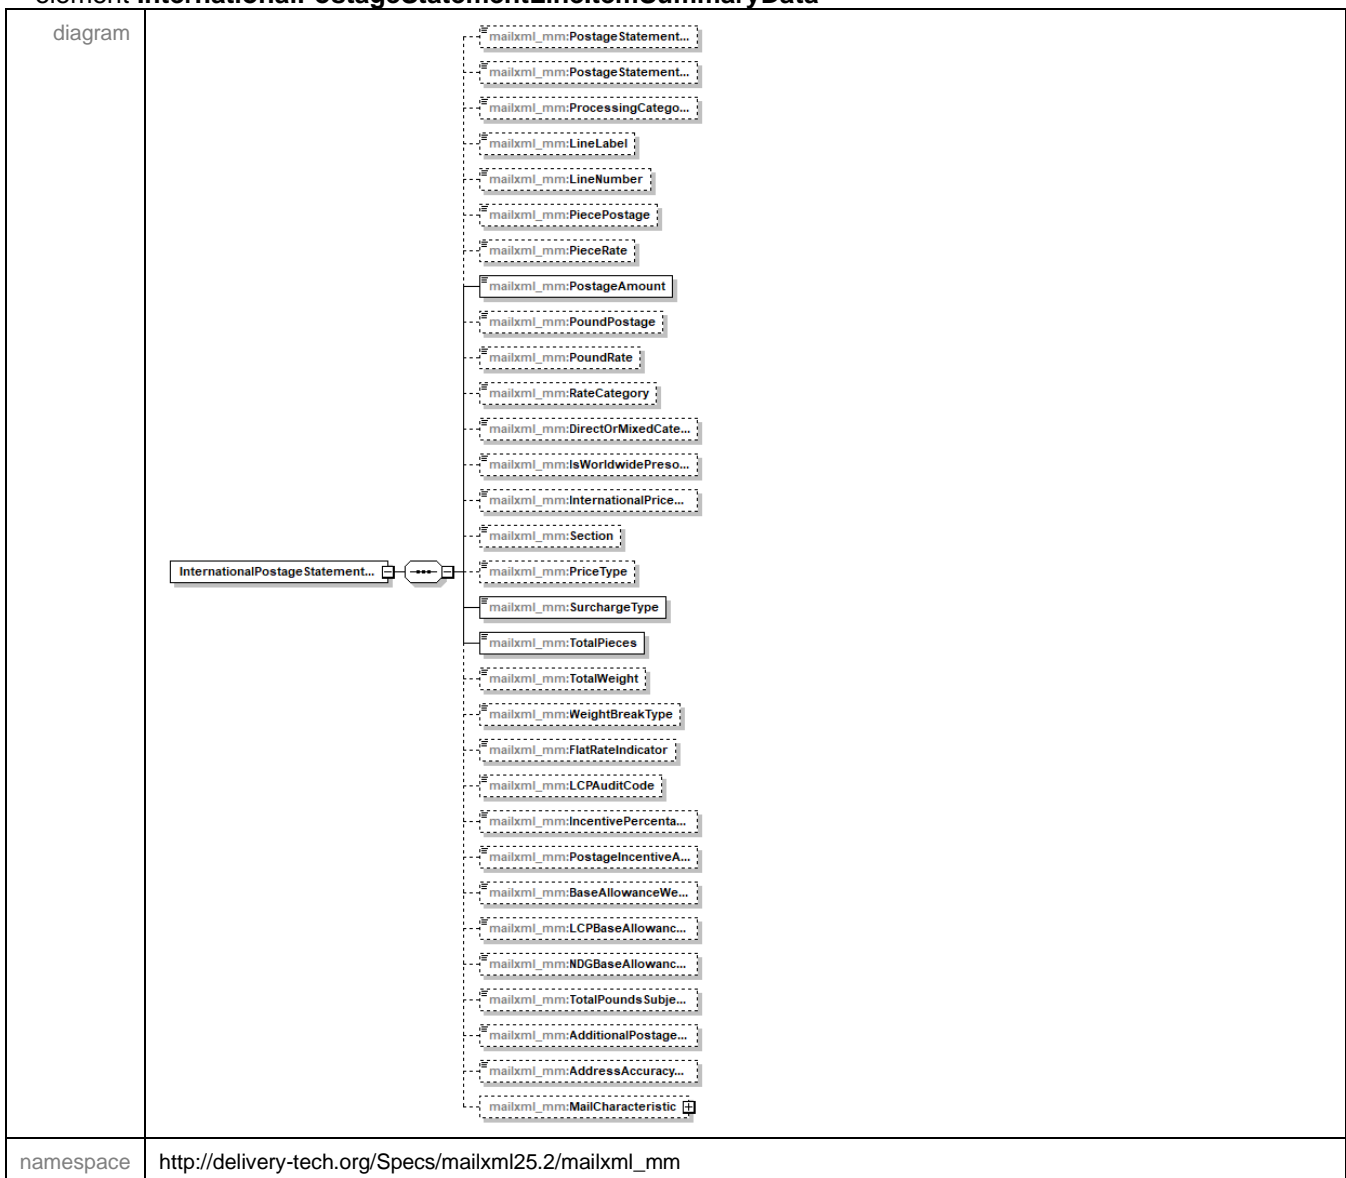 element InternationalPostageStatementLineItemSummaryData
diagram
mailxml_mm:PostageStatement...
mailxml_mm:PostageStatement...
mailxml_mm:ProcessingCatego...
mailxml_mm:LineLabel
mailxml_mm:LineNumber
mailxml_mm:PiecePostage
mailxml_mm:PieceRate
mailxml_mm:PostageAmount
mailxml_mm:PoundPostage
mailxml_mm:PoundRate
mailxml_mm:RateCategory
mailxml_mm:DirectOrMixedCate...
mailxml_mm:IsWorldwidePreso...
mailxml_mm:InternationalPrice...
mailxml_mm:Section
InternationalPostageStatement...
mailxml_mm:PriceType
mailxml_mm:SurchargeType
mailxml_mm:TotalPieces
mailxml_mm:TotalWeight
mailxml_mm:WeightBreakType
mailxml_mm:FlatRateIndicator
mailxml_mm:LCPAuditCode
mailxml_mm:IncentivePercenta...
mailxml_mm:PostageIncentiveA...
mailxml_mm:BaseAllowanceWe...
mailxml_mm:LCPBaseAllowanc...
mailxml_mm:NDGBaseAllowanc...
mailxml_mm:TotalPoundsSubje...
mailxml_mm:AdditionalPostage...
mailxml_mm:AddressAccuracy...
mailxml_mm:MailCharacteristic
namespace
http://delivery-tech.org/Specs/mailxml25.2/mailxml_mm